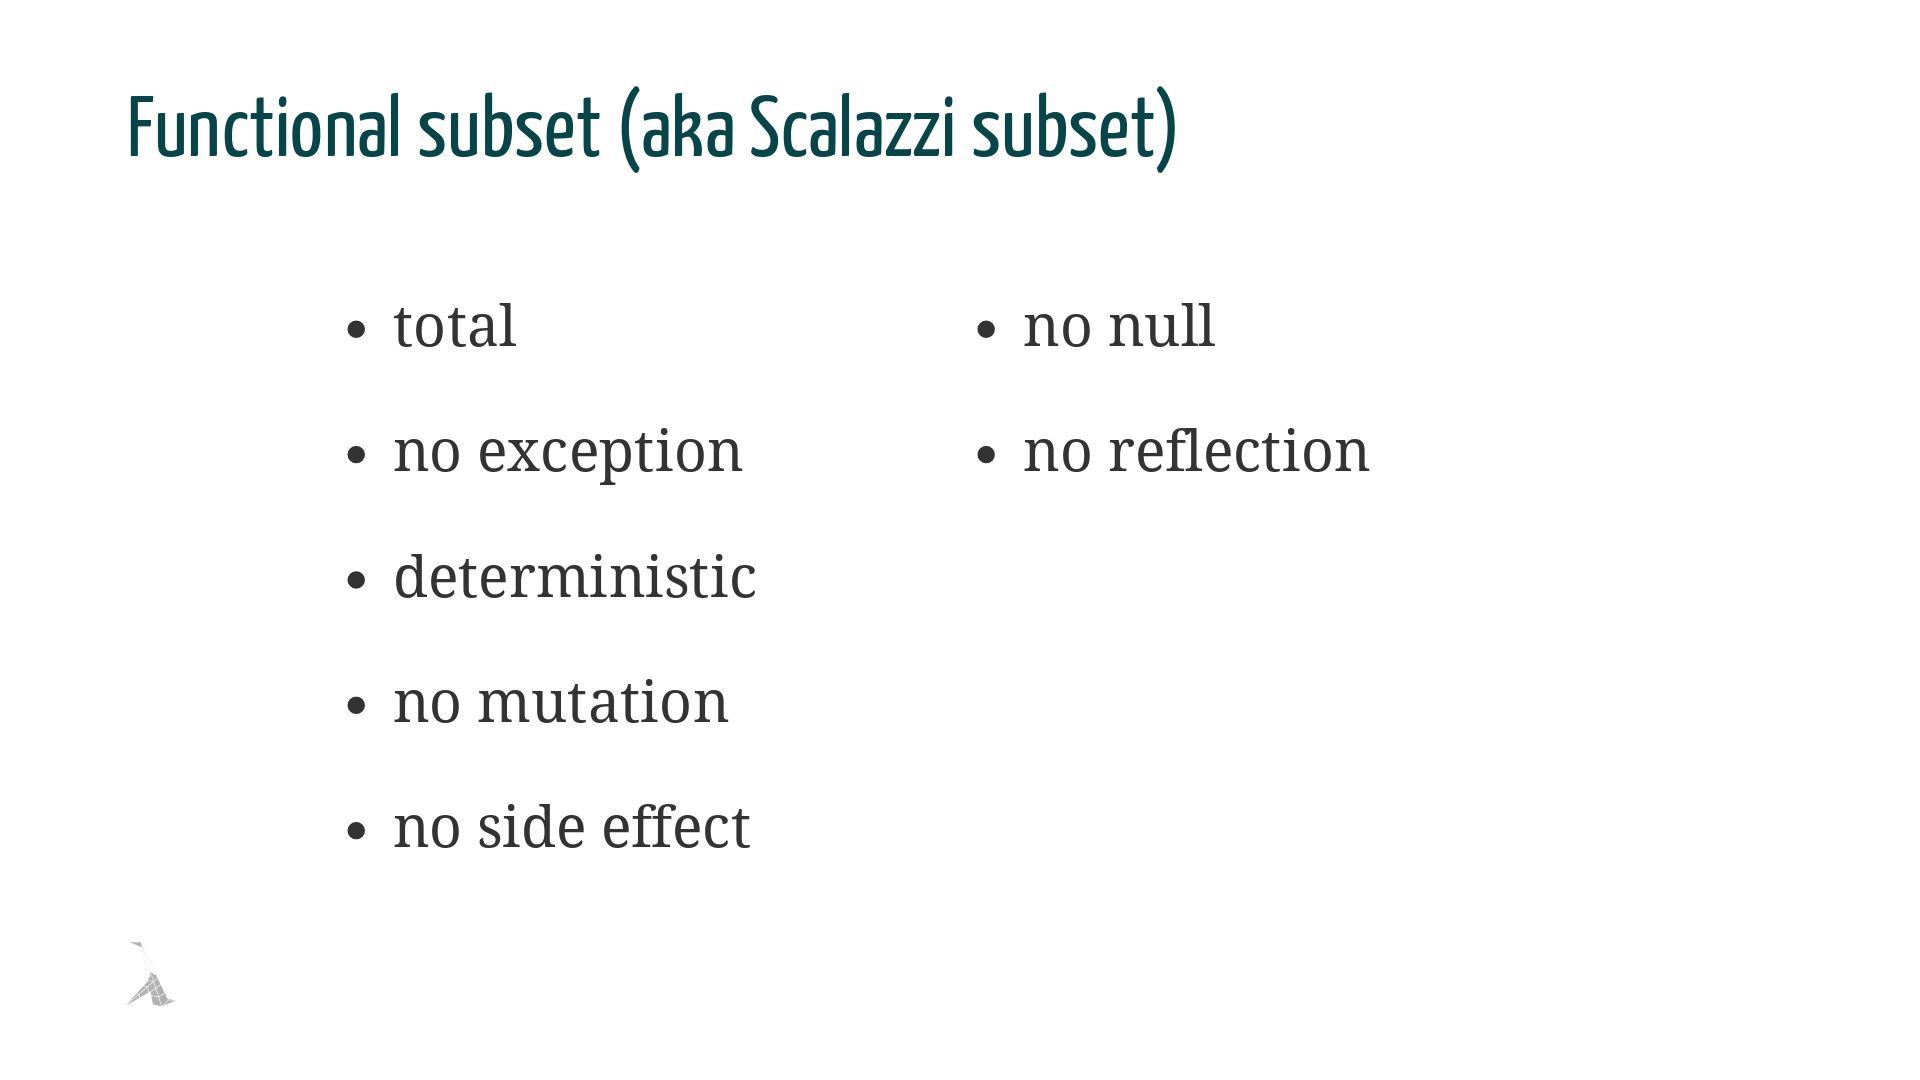 Functional subset (aka Scalazzi subset)
• total
• no exception
• deterministic
• no mutation
• no side effect
• no null
• no reflection